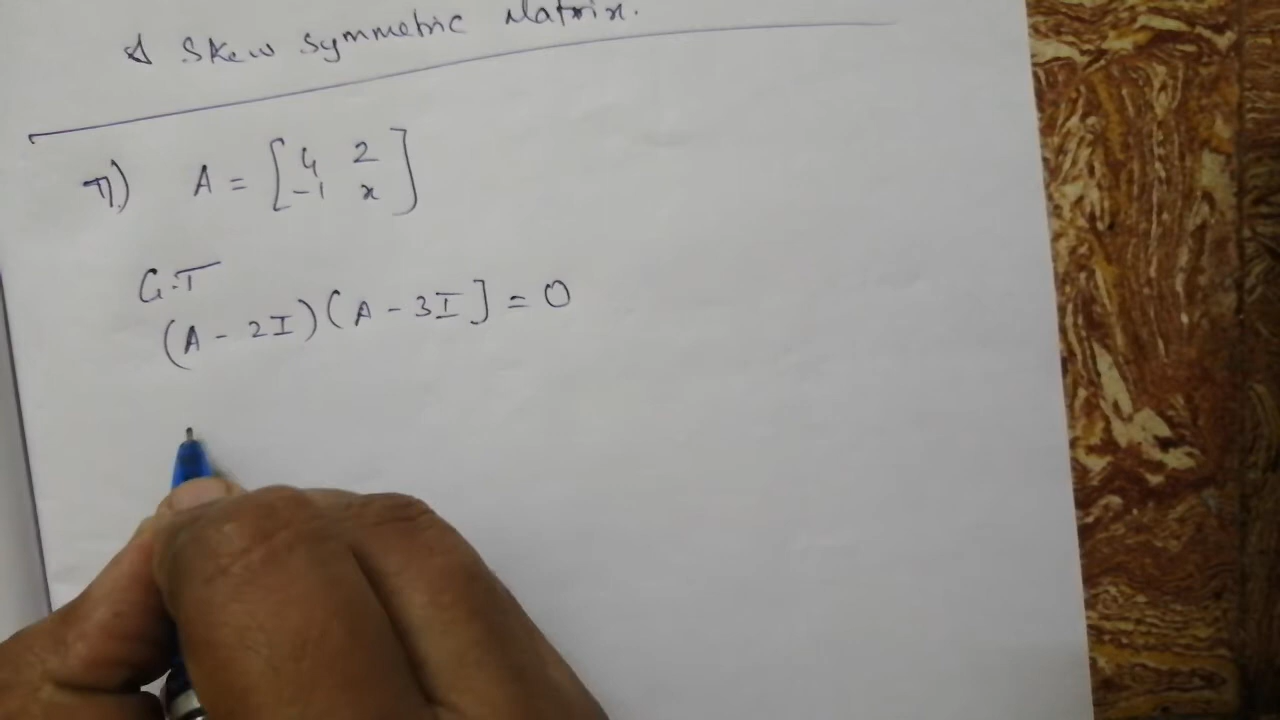 & Skew symmetric Matrix.
7) A = [4 2
-1 x]
G.T
(A - 2I)(A - 3I] = 0